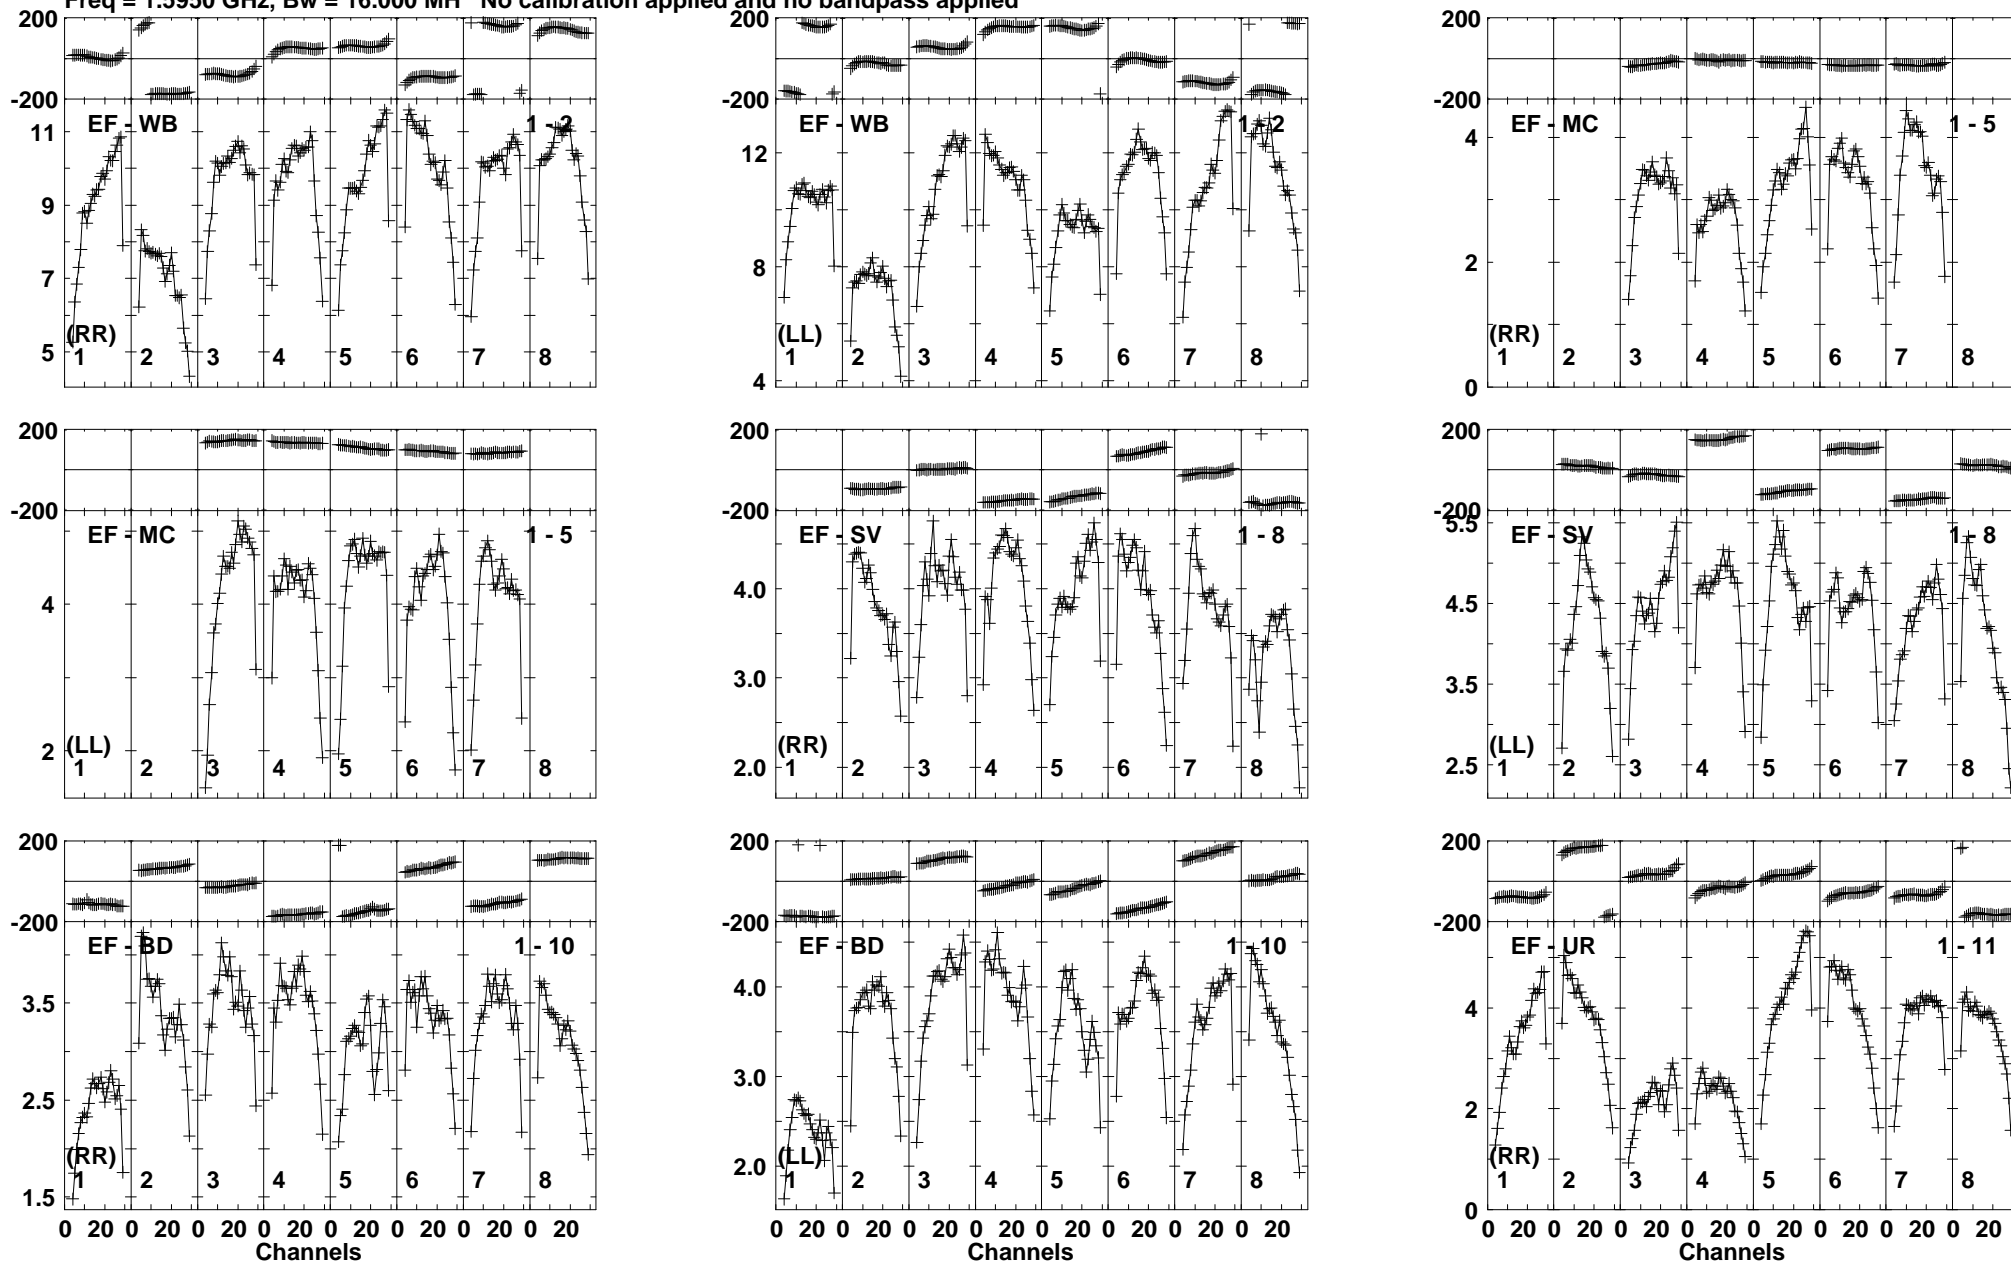 Freq = 1.5950 GHz, Bw = 16.000 MH No calibration applied and no bandpass applied
200 200 200
-200 -200 -200
EF - WB 1 - 2 EF - WB 1 - 2 EF - MC 1 - 5
11 12 4
9
7 8 2
5 4 0
(RR) (LL) (RR)
1 2 3 4 5 6 7 8 1 2 3 4 5 6 7 8 1 2 3 4 5 6 7 8
200 200 200
-200 -200 -200
EF - MC 1 - 5 EF - SV 1 - 8 EF - SV 1 - 8
5.5
4 4.0 4.5
3.0 3.5
2 2.0 2.5
(LL) (RR) (LL)
1 2 3 4 5 6 7 8 1 2 3 4 5 6 7 8 1 2 3 4 5 6 7 8
200 200 200
-200 -200 -200
EF - BD 1 - 10 EF - BD 1 - 10 EF - UR 1 - 11
3.5 4.0 4
2.5 3.0 2
1.5 2.0 0
(RR) (LL) (RR)
1 2 3 4 5 6 7 8 1 2 3 4 5 6 7 8 1 2 3 4 5 6 7 8
0 20 0 20 0 20 0 20 0 20 0 20 0 20 0 20 0 20 0 20 0 20 0 20 0 20 0 20 0 20 0 20 0 20 0 20 0 20 0 20 0 20 0 20 0 20 0 20
Channels Channels